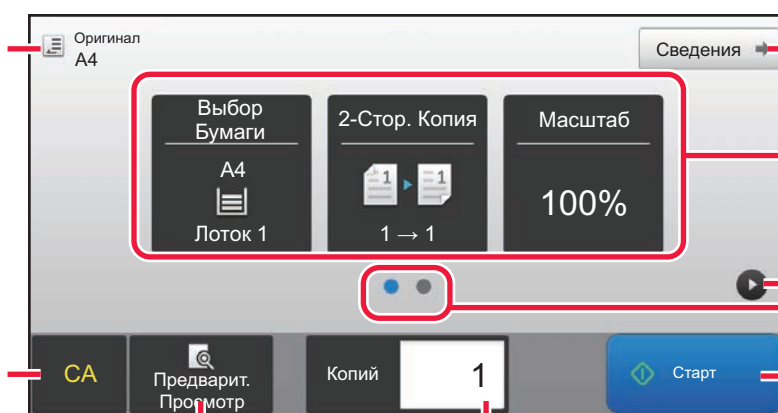 Оригинал
A4
Сведения
Выбор
Бумаги
A4
Лоток 1
2-Стор. Копия
1
1
1 → 1
Масштаб
100%
CA
Предварит.
Просмотр
Копий
1
Старт